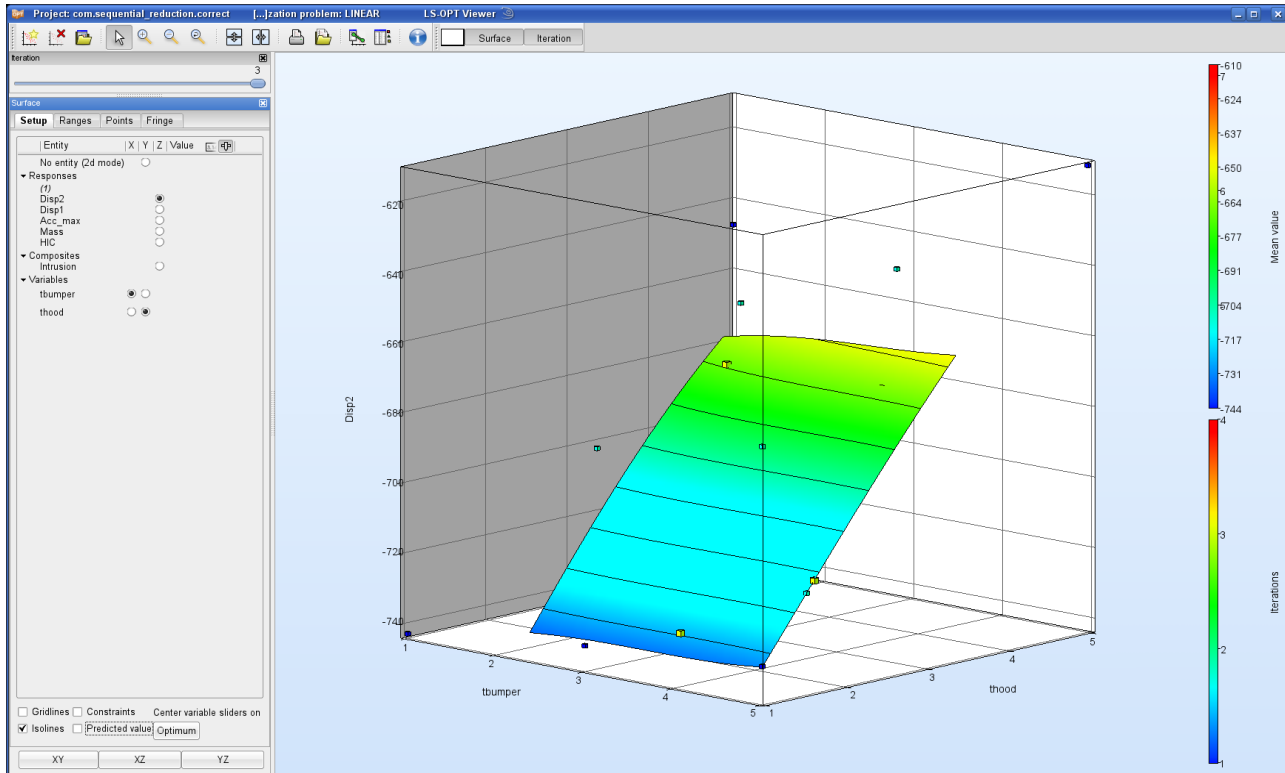 Project: com.sequential_reduction.correct [...]zation problem: LINEAR LS-OPT Viewer
Surface Iteration
Iteration
3
Surface
Setup Ranges Points Fringe
Entity X Y Z Value
No entity (2d mode)
Responses
(1)
Disp2
Disp1
Acc_max
Mass
HIC
Composites
Intrusion
Variables
tbumper
thood
Gridlines Constraints Center variable sliders on
Isolines Predicted value Optimum
XY XZ YZ
Disp2
-620
-640
-660
-680
-700
-720
-740
1 2 3 4 5
tbumper
1 2 3 4 5
thood
-610
7
-624
-637
-650
6
-664
-677
-691
-717
-731
-744
Mean value
4
3
2
1
Iterations